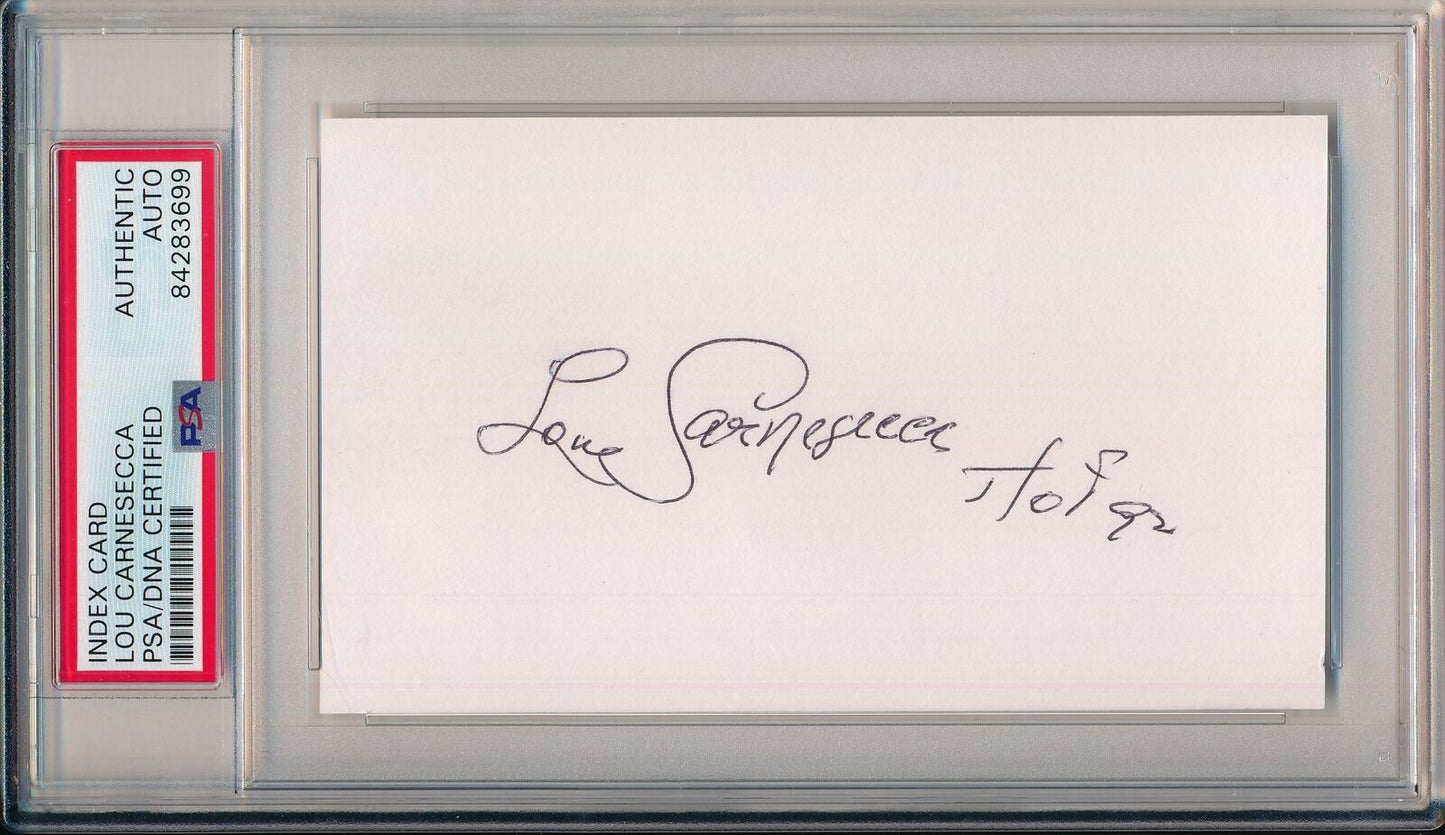 INDEX CARD AUTHENTIC
LOU CARNESECCA AUTO
PSA/DNA CERTIFIED 84283699
PSA
Lou Carnesecca
HoF 92